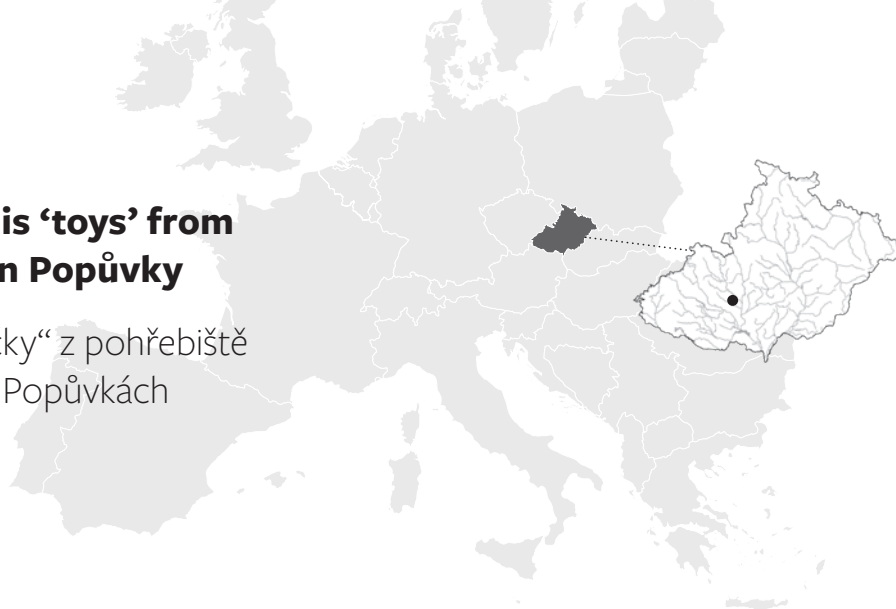 is ‘toys’ from
n Popůvky
ky“ z pohřebiště
Popůvkách